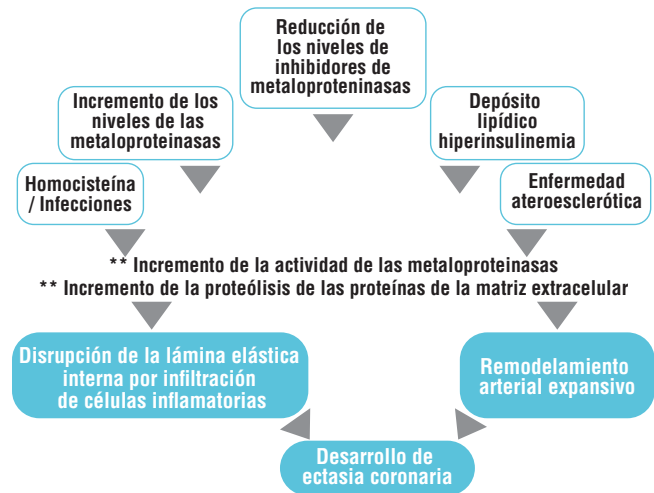 Reducción de
los niveles de
inhibidores de
metaloproteninasas
Incremento de los
niveles de las
metaloproteinasas
Depósito
lipídico
hiperinsulinemia
Homocisteína
/ Infecciones
Enfermedad
ateroesclerótica
** Incremento de la actividad de las metaloproteinasas
** Incremento de la proteólisis de las proteínas de la matriz extracelular
Disrupción de la lámina elástica
interna por infiltración
de células inflamatorias
Remodelamiento
arterial expansivo
Desarrollo de
ectasia coronaria